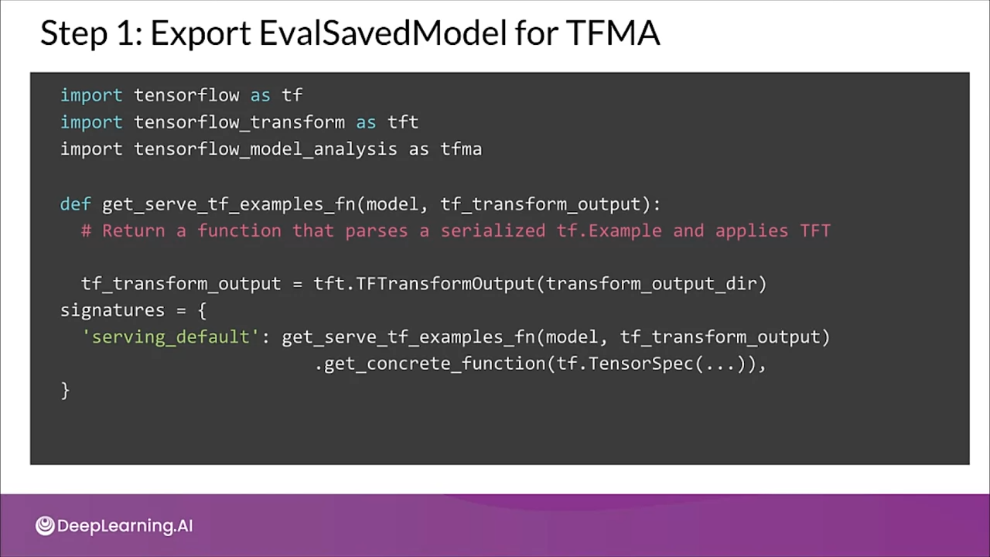 Step 1: Export EvalSavedModel for TFMA
import tensorflow as tf
import tensorflow_transform as tft
import tensorflow_model_analysis as tfma
def get_serve_tf_examples_fn(model, tf_transform_output):
# Return a function that parses a serialized tf.Example and applies TFT
tf_transform_output = tft.TFTransformOutput(transform_output_dir)
signatures = {
'serving_default': get_serve_tf_examples_fn(model, tf_transform_output)
.get_concrete_function(tf.TensorSpec(...)),
}
DeepLearning.AI